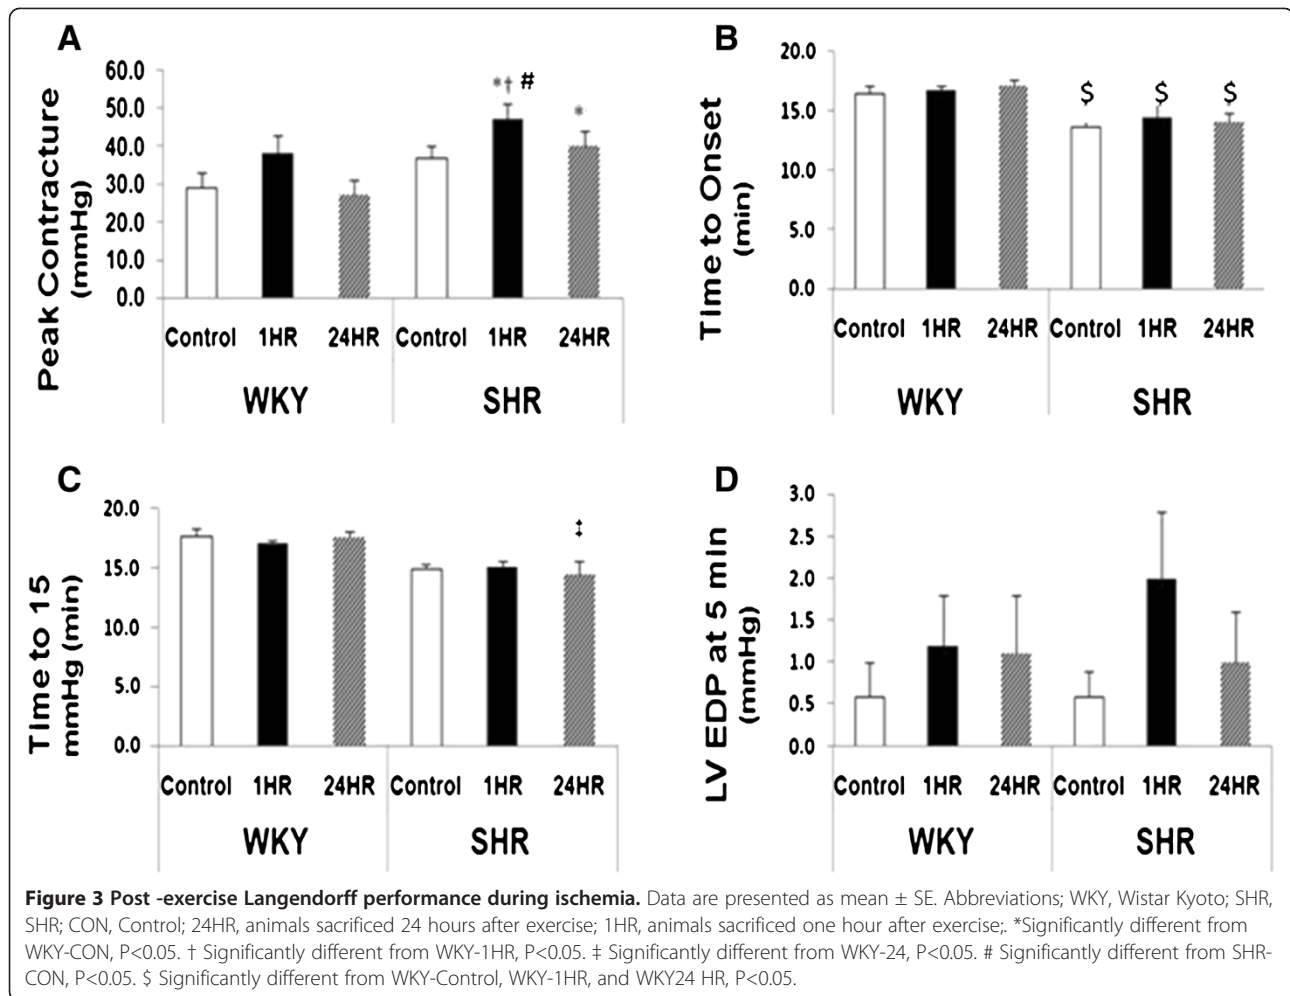 A
60.0
50.0
40.0
30.0
20.0
10.0
0.0
Peak Contracture
(mmHg)
*† #
*
Control 1HR 24HR Control 1HR 24HR
WKY SHR
B
20.0
15.0
10.0
5.0
0.0
Time to Onset
(min)
$ $ $
Control 1HR 24HR Control 1HR 24HR
WKY SHR
C
20.0
15.0
10.0
5.0
0.0
Time to 15
mmHg (min)
‡
Control 1HR 24HR Control 1HR 24HR
WKY SHR
D
3.0
2.5
2.0
1.5
1.0
0.5
0.0
LV EDP at 5 min
(mmHg)
Control 1HR 24HR Control 1HR 24HR
WKY SHR
Figure 3 Post -exercise Langendorff performance during ischemia. Data are presented as mean ± SE. Abbreviations; WKY, Wistar Kyoto; SHR,
SHR; CON, Control; 24HR, animals sacrificed 24 hours after exercise; 1HR, animals sacrificed one hour after exercise;. *Significantly different from
WKY-CON, P<0.05. † Significantly different from WKY-1HR, P<0.05. ‡ Significantly different from WKY-24, P<0.05. # Significantly different from SHR-
CON, P<0.05. $ Significantly different from WKY-Control, WKY-1HR, and WKY24 HR, P<0.05.